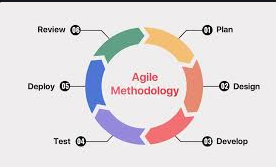 Review 06
01 Plan
Agile
Methodology
Deploy 05
02 Design
Test 04
03 Develop